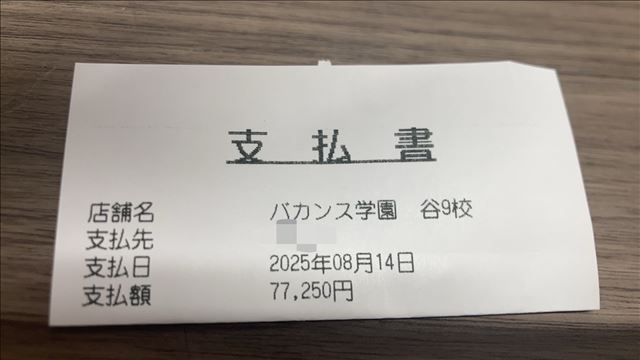 支払書
店舗名 バカンス学園 谷9校
支払先
支払日 2025年08月14日
支払額 77,250円